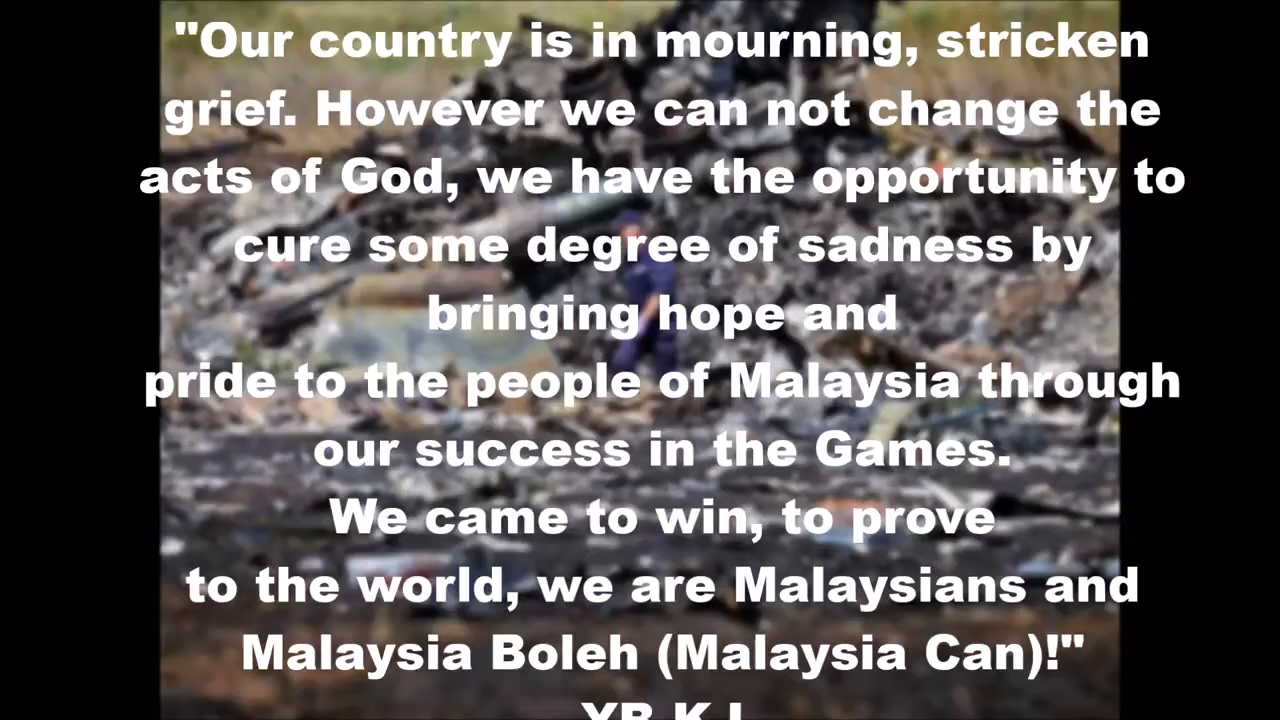 "Our country is in mourning, stricken
grief. However we can not change the
acts of God, we have the opportunity to
cure some degree of sadness by
bringing hope and
pride to the people of Malaysia through
our success in the Games.
We came to win, to prove
to the world, we are Malaysians and
Malaysia Boleh (Malaysia Can)!"